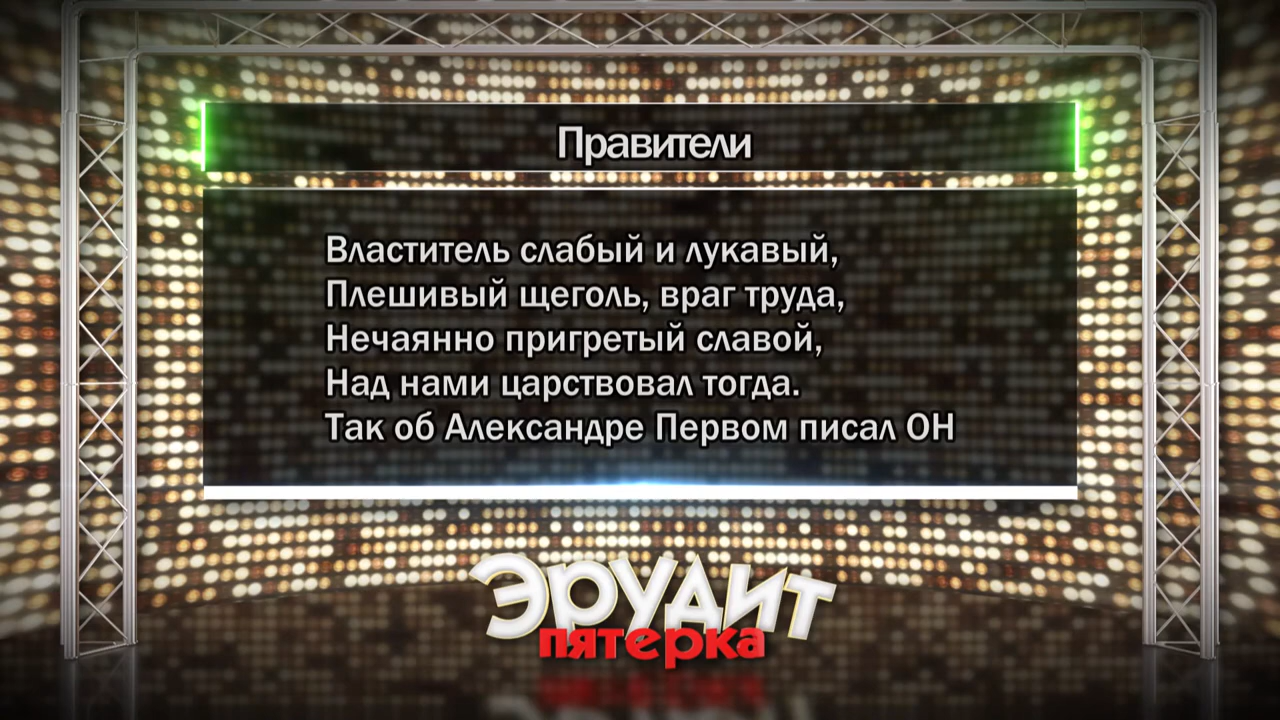 Правители
Властитель слабый и лукавый,
Плешивый щеголь, враг труда,
Нечаянно пригретый славой,
Над нами царствовал тогда.
Так об Александре Первом писал ОН
Эрудит
пятерка